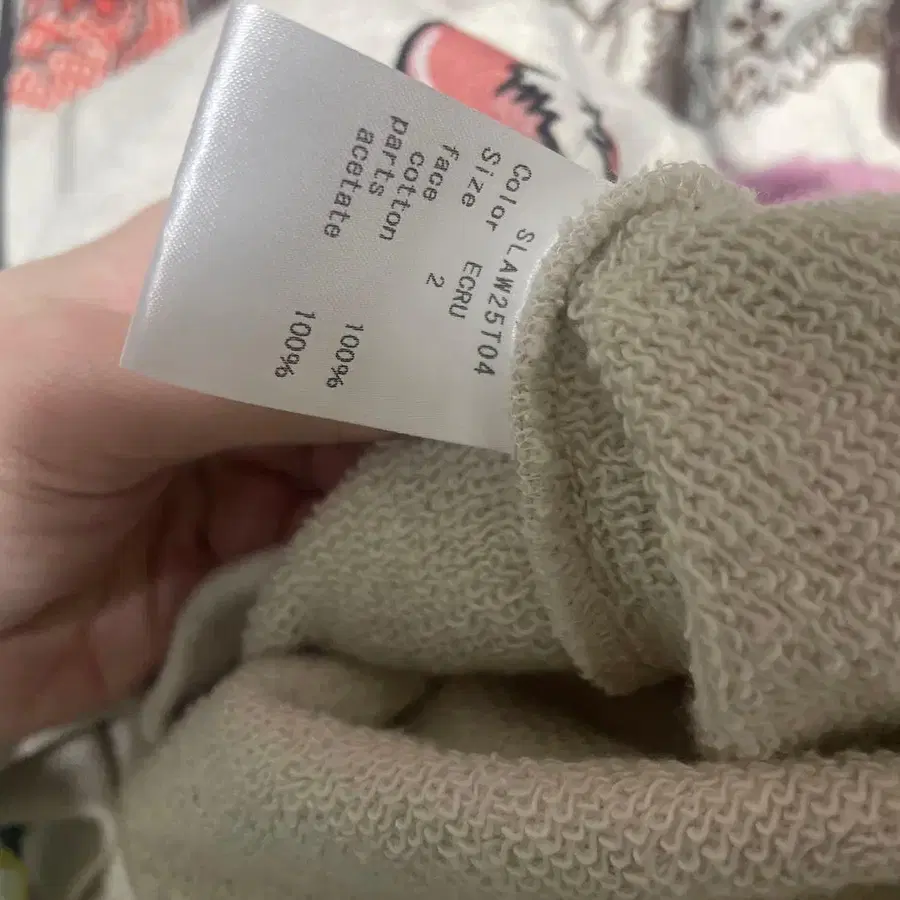 SLAW25T04
Color ECRU
Size 2
face
cotton 100%
parts
acetate 100%